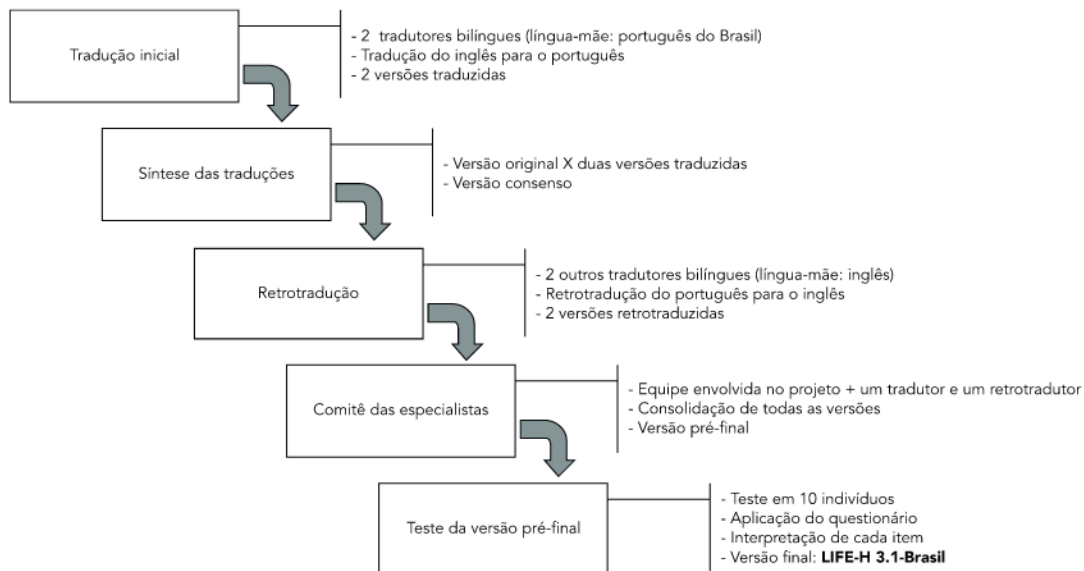 Tradução inicial
- 2 tradutores bilíngues (língua-mãe: português do Brasil)
- Tradução do inglês para o português
- 2 versões traduzidas
Síntese das traduções
- Versão original X duas versões traduzidas
- Versão consenso
Retrotradução
- 2 outros tradutores bilíngues (língua-mãe: inglês)
- Retrotradução do português para o inglês
- 2 versões retrotraduzidas
Comitê das especialistas
- Equipe envolvida no projeto + um tradutor e um retrotradutor
- Consolidação de todas as versões
- Versão pré-final
Teste da versão pré-final
- Teste em 10 indivíduos
- Aplicação do questionário
- Interpretação de cada item
- Versão final: LIFE-H 3.1-Brasil